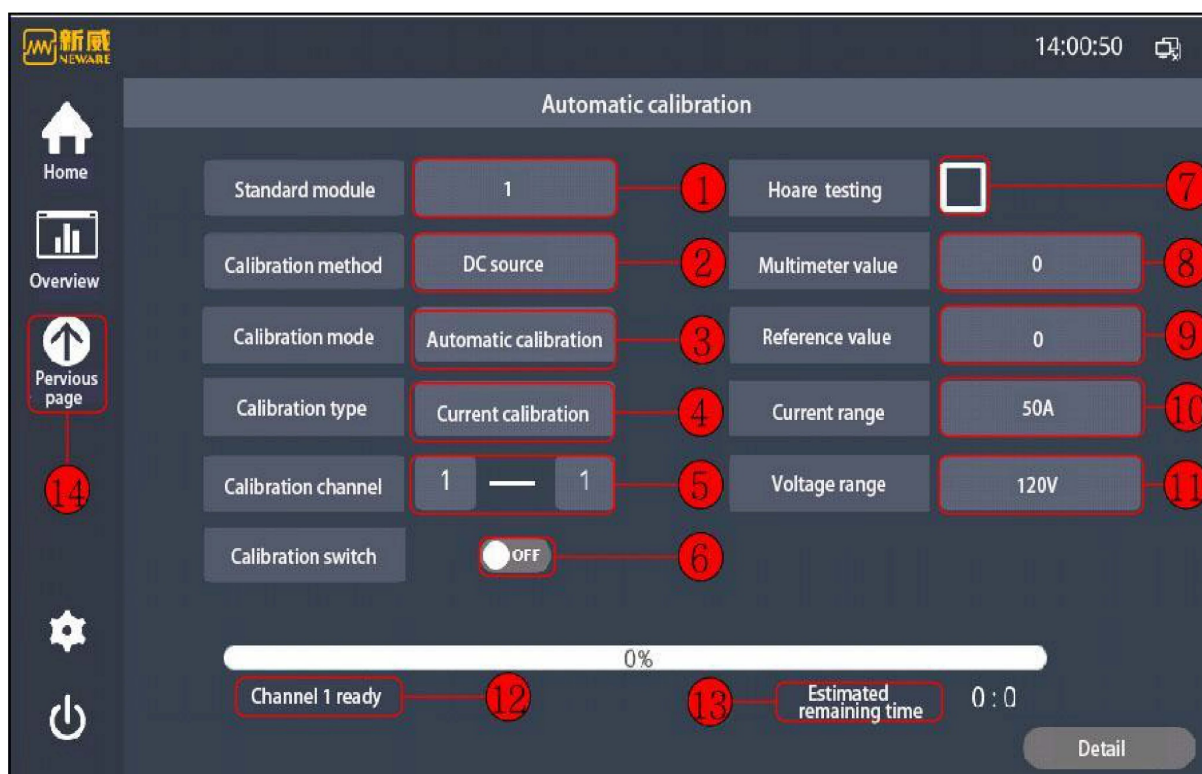 新威
NEWARE
14:00:50
Automatic calibration
Home
Overview
Pervious
page
14
Standard module 1 1
Calibration method DC source 2
Calibration mode Automatic calibration 3
Calibration type Current calibration 4
Calibration channel 1 — 1 5
Calibration switch OFF 6
Hoare testing 7
Multimeter value 0 8
Reference value 0 9
Current range 50A 10
Voltage range 120V 11
0%
Channel 1 ready 12
13 Estimated
remaining time 0 : 0
Detail